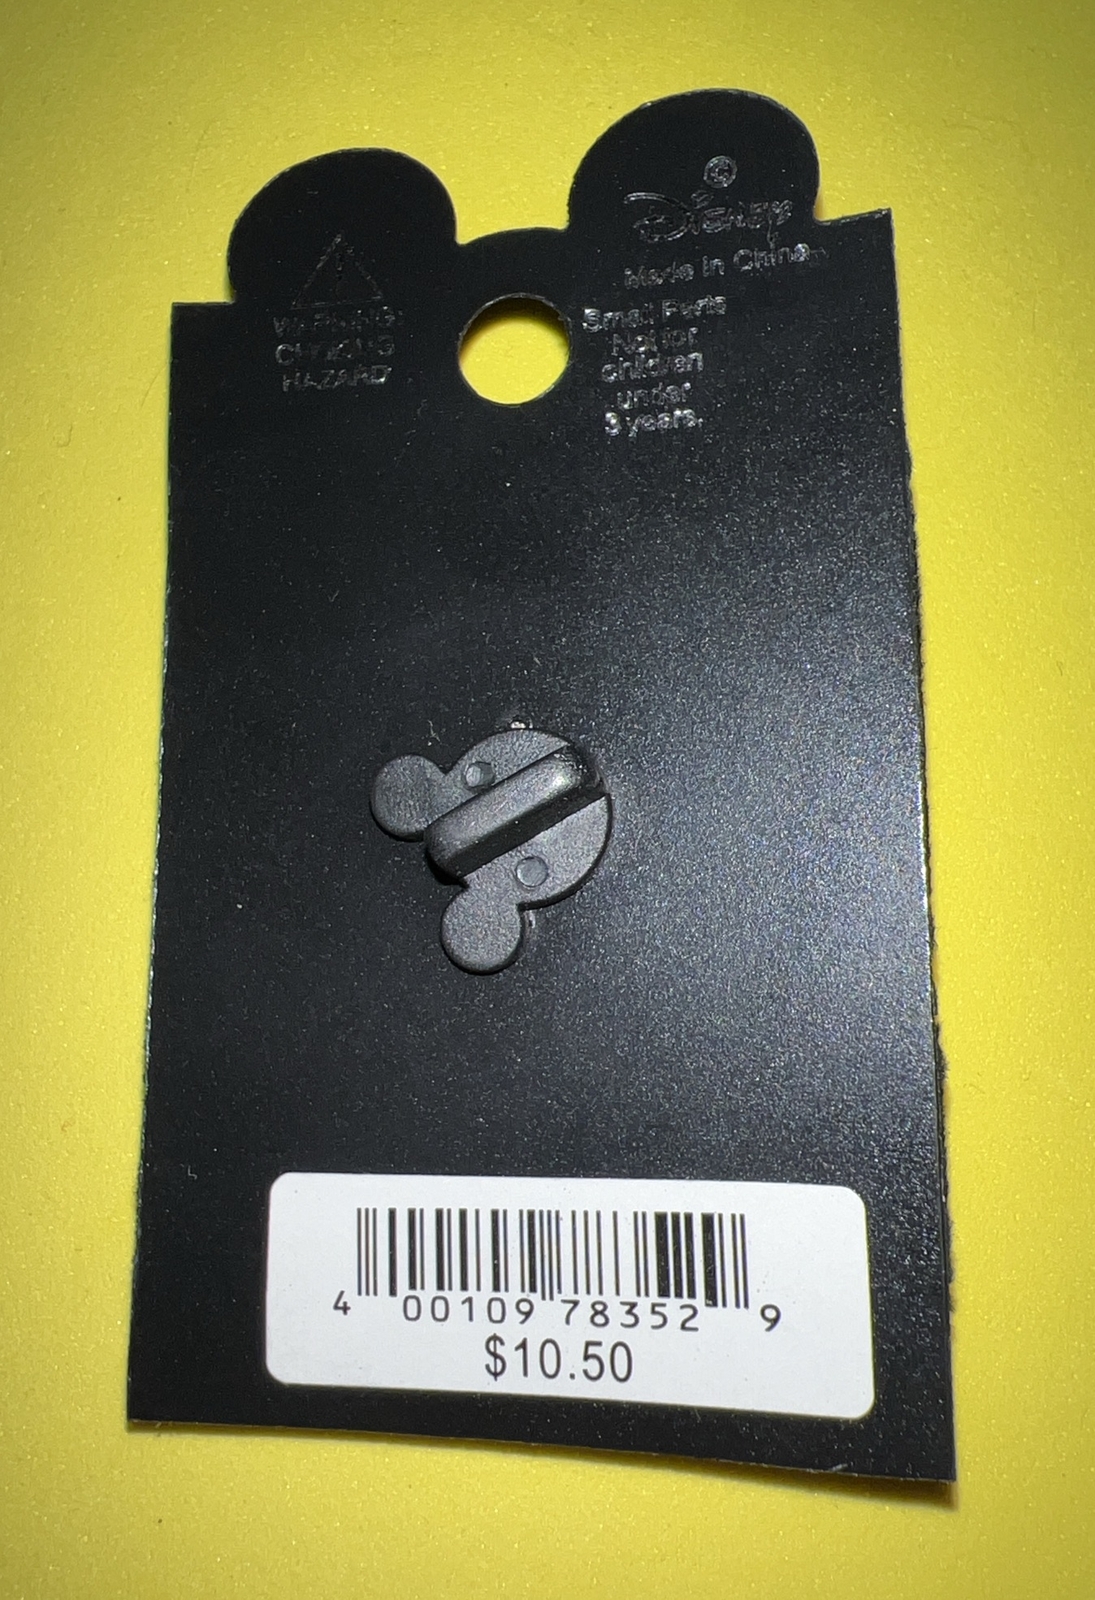 ©
Disney
Made in China
WARNING:
CHOKING
HAZARD
Small Parts
Not for
children
under
3 years.
4 00109 78352 9
$10.50